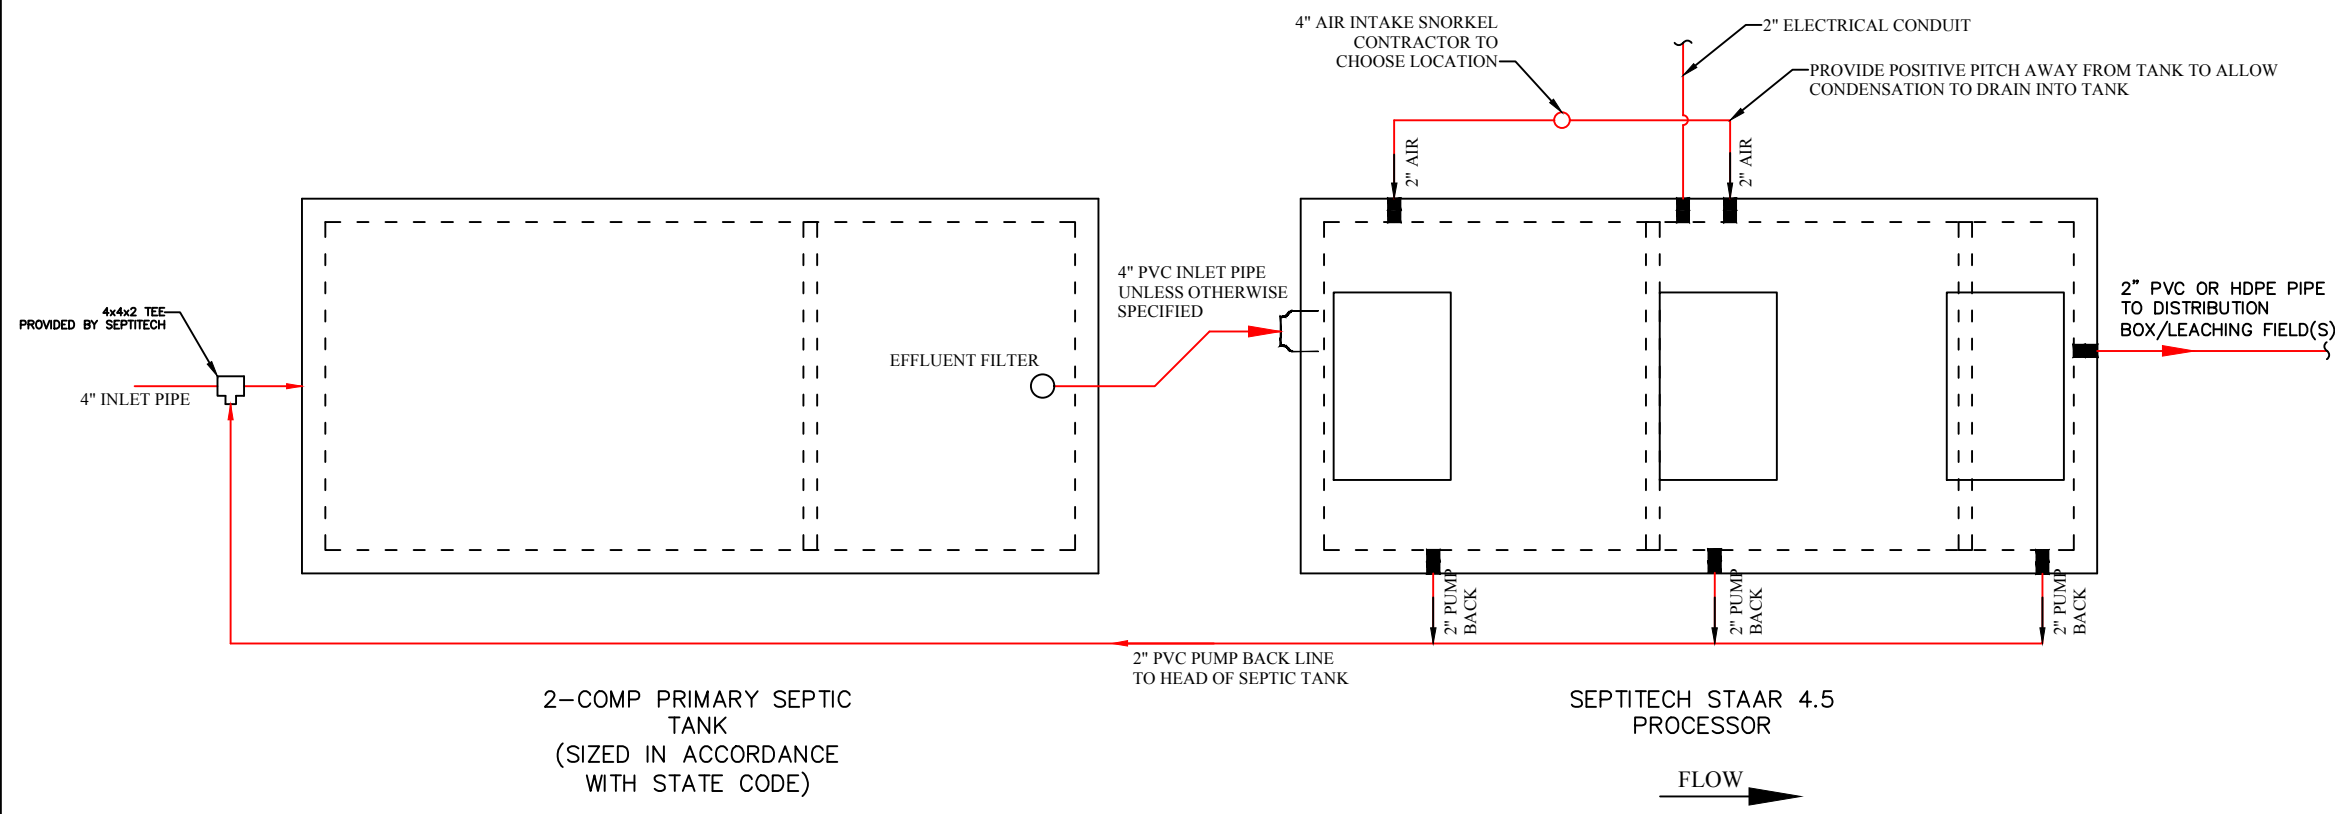 4" AIR INTAKE SNORKEL
CONTRACTOR TO
CHOOSE LOCATION
2" ELECTRICAL CONDUIT
PROVIDE POSITIVE PITCH AWAY FROM TANK TO ALLOW
CONDENSATION TO DRAIN INTO TANK
2" AIR
2" AIR
4" PVC INLET PIPE
UNLESS OTHERWISE
SPECIFIED
2" PVC OR HDPE PIPE
TO DISTRIBUTION
BOX/LEACHING FIELD(S)
4x4x2 TEE
PROVIDED BY SEPTITECH
EFFLUENT FILTER
4" INLET PIPE
2" PUMP
BACK
2" PUMP
BACK
2" PUMP
BACK
2" PVC PUMP BACK LINE
TO HEAD OF SEPTIC TANK
2-COMP PRIMARY SEPTIC
TANK
(SIZED IN ACCORDANCE
WITH STATE CODE)
SEPTITECH STAAR 4.5
PROCESSOR
FLOW